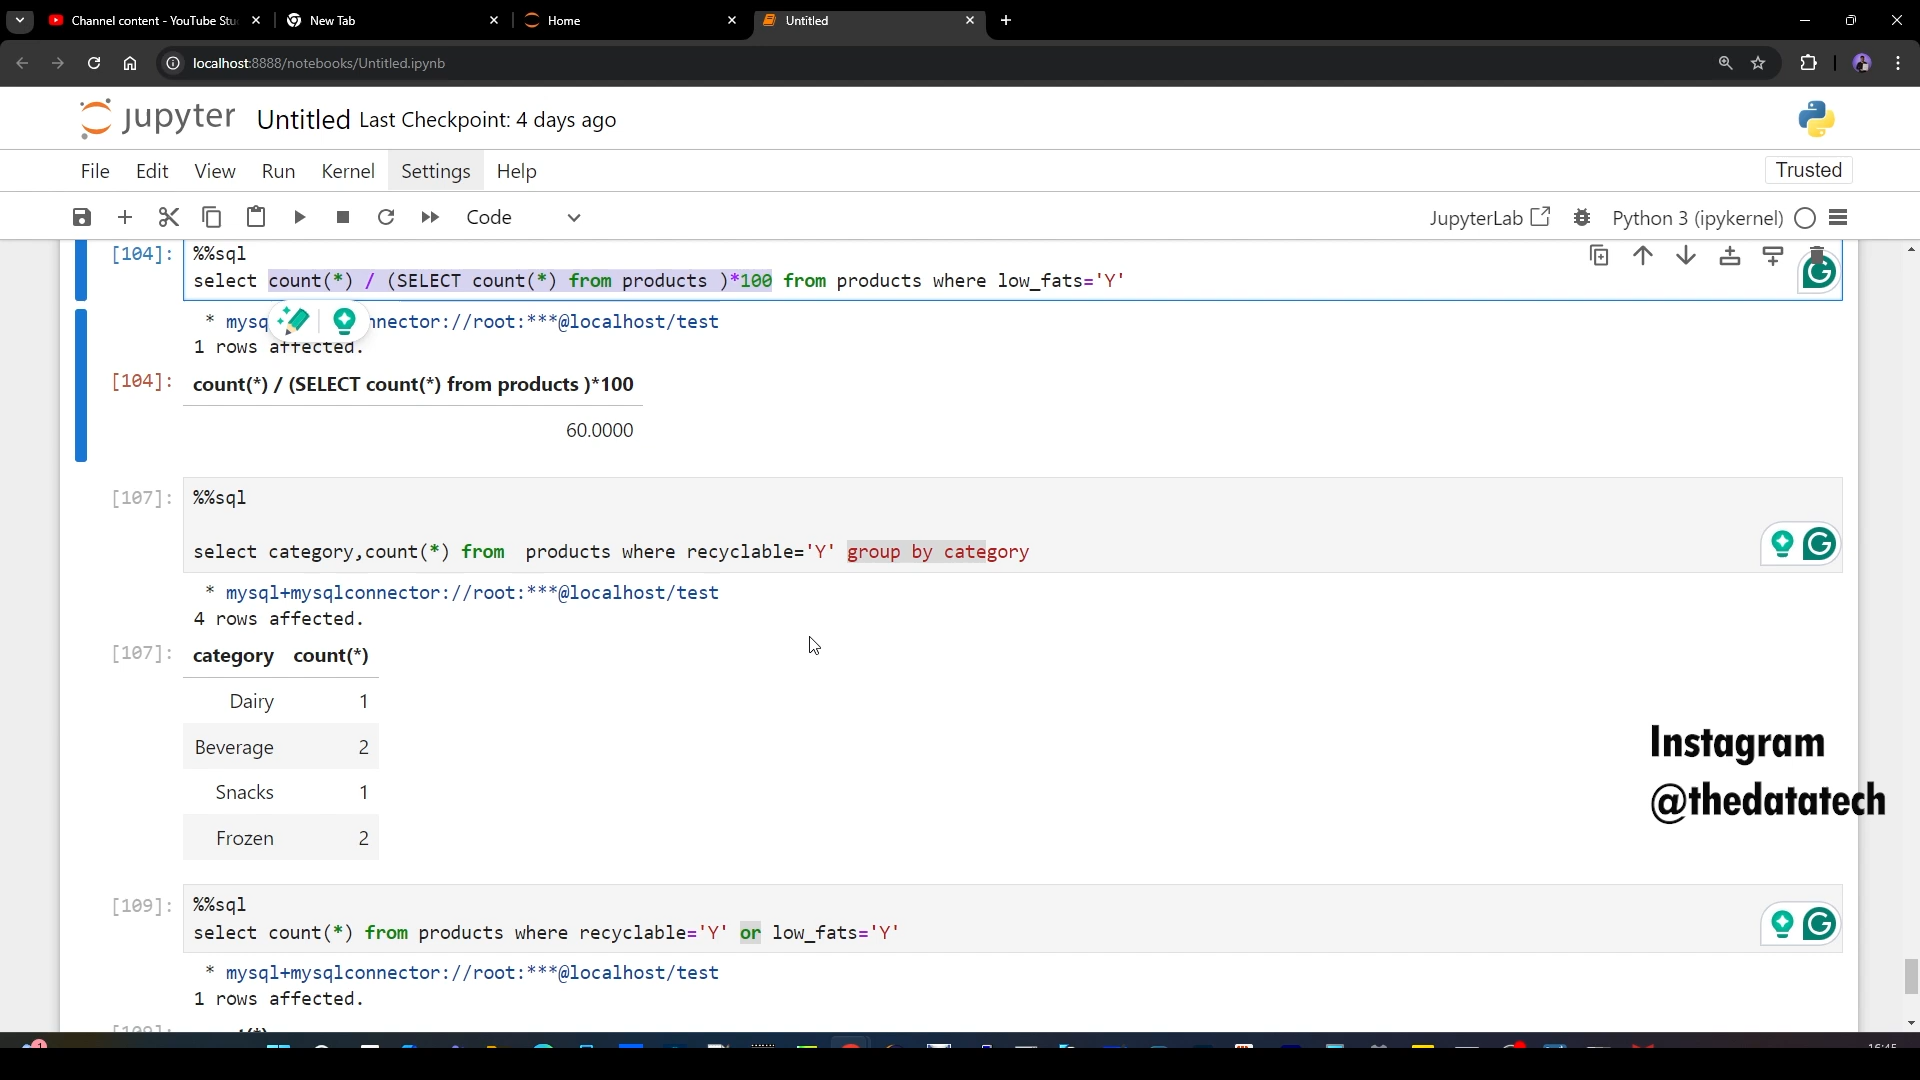 Channel content - YouTube Stu
New Tab
Home
Untitled
localhost:8888/notebooks/Untitled.ipynb
jupyter Untitled Last Checkpoint: 4 days ago
File Edit View Run Kernel Settings Help
Trusted
Code
JupyterLab
Python 3 (ipykernel)
[104]: %%sql
select count(*) / (SELECT count(*) from products )*100 from products where low_fats='Y'
* mysq nnector://root:***@localhost/test
1 rows affected.
[104]: count(*) / (SELECT count(*) from products )*100
60.0000
[107]: %%sql
select category,count(*) from  products where recyclable='Y' group by category
* mysql+mysqlconnector://root:***@localhost/test
4 rows affected.
[107]: category count(*)
Dairy 1
Beverage 2
Snacks 1
Frozen 2
Instagram
@thedatatech
[109]: %%sql
select count(*) from products where recyclable='Y' or low_fats='Y'
* mysql+mysqlconnector://root:***@localhost/test
1 rows affected.